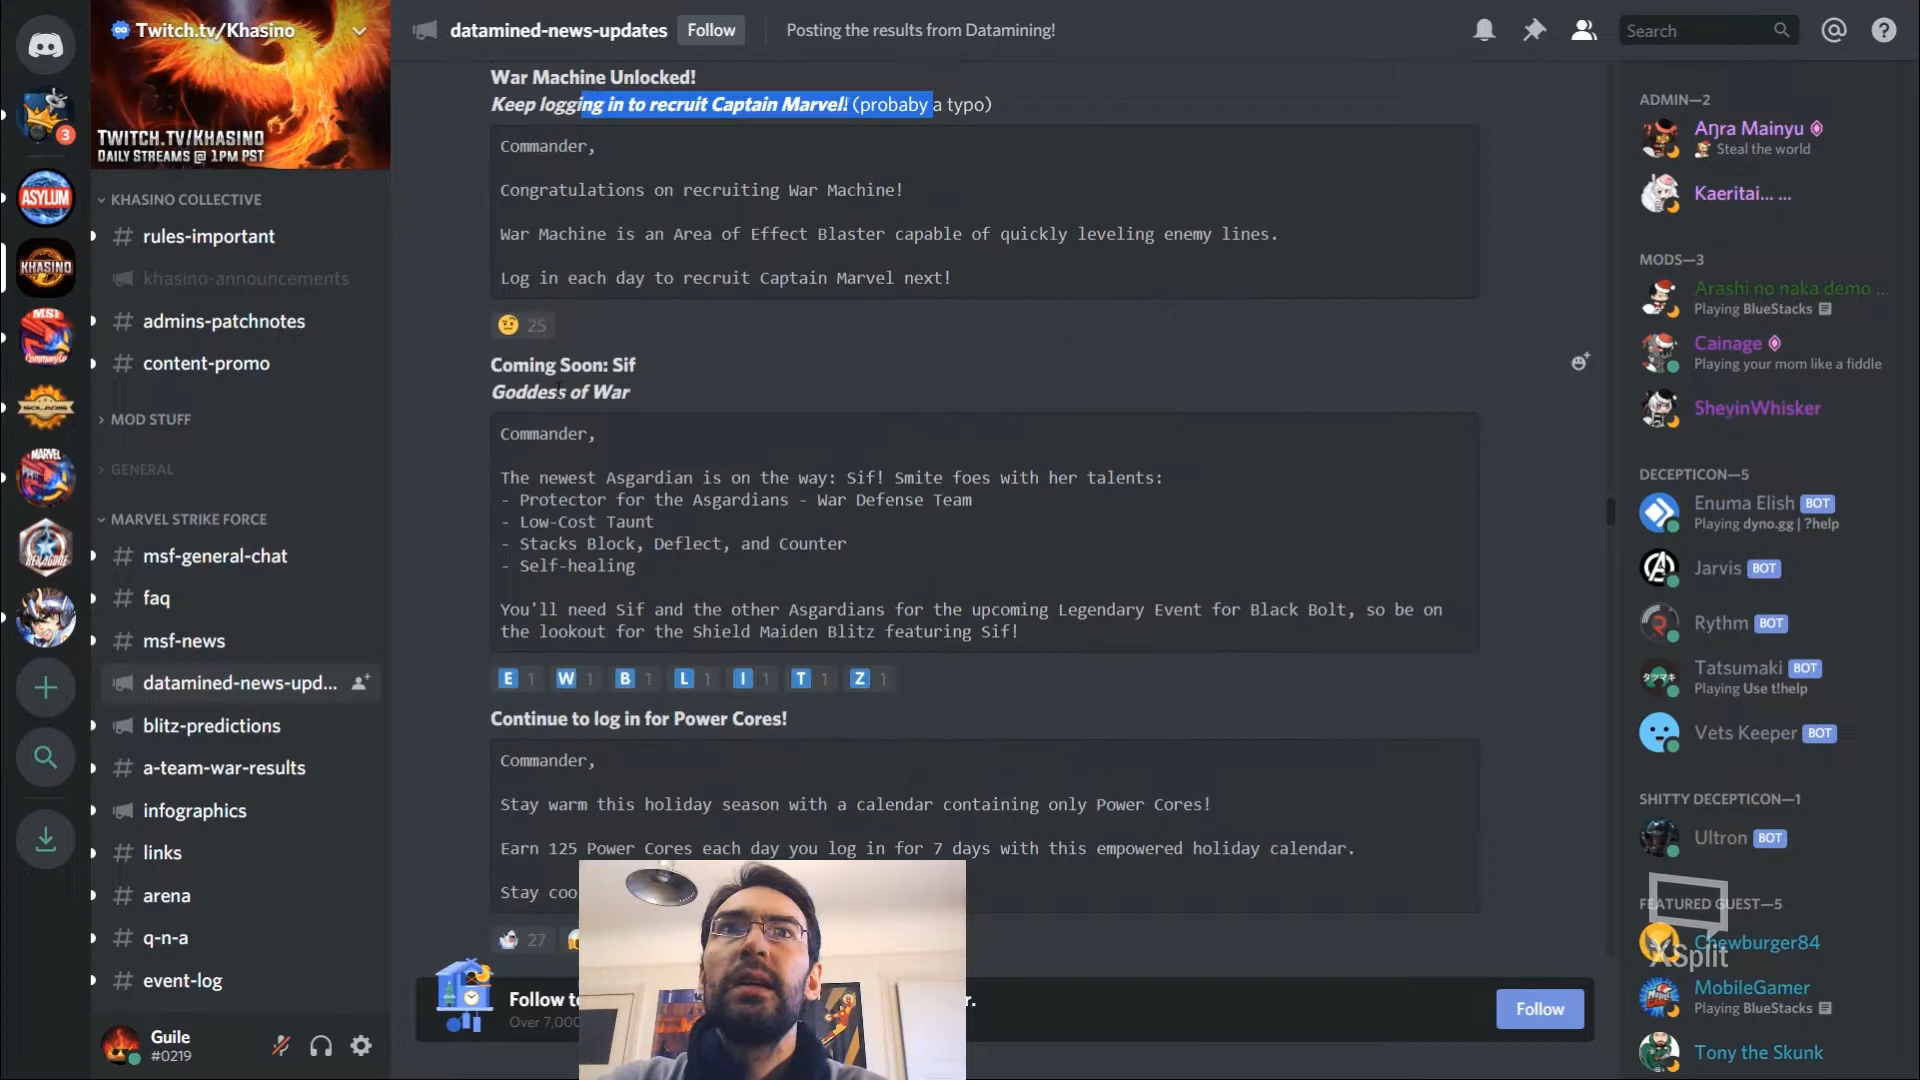 Twitch.tv/Khasino
TWITCH.TV/KHASINO
DAILY STREAMS @ 1PM PST
3
ASYLUM
KHASINO
MSF
COMMUNITY
SOLARIS
MARVEL
HEXAGORE
KHASINO COLLECTIVE
rules-important
khasino-announcements
admins-patchnotes
content-promo
MOD STUFF
GENERAL
MARVEL STRIKE FORCE
msf-general-chat
faq
msf-news
datamined-news-upd...
blitz-predictions
a-team-war-results
infographics
links
arena
q-n-a
event-log
Guile
#0219
datamined-news-updates
Follow
Posting the results from Datamining!
Search
War Machine Unlocked!
Keep logging in to recruit Captain Marvel! (probaby a typo)
Commander,
Congratulations on recruiting War Machine!
War Machine is an Area of Effect Blaster capable of quickly leveling enemy lines.
Log in each day to recruit Captain Marvel next!
25
Coming Soon: Sif
Goddess of War
Commander,
The newest Asgardian is on the way: Sif! Smite foes with her talents:
- Protector for the Asgardians - War Defense Team
- Low-Cost Taunt
- Stacks Block, Deflect, and Counter
- Self-healing
You'll need Sif and the other Asgardians for the upcoming Legendary Event for Black Bolt, so be on
the lookout for the Shield Maiden Blitz featuring Sif!
E 1 W 1 B 1 L 1 I 1 T 1 Z 1
Continue to log in for Power Cores!
Commander,
Stay warm this holiday season with a calendar containing only Power Cores!
Earn 125 Power Cores each day you log in for 7 days with this empowered holiday calendar.
Stay coo
27
Follow to
r.
Over 7,000
Follow
ADMIN—2
Aŋra Mainyu
Steal the world
Kaeritai... ...
MODS—3
Arashi no naka demo ...
Playing BlueStacks
Cainage
Playing your mom like a fiddle
SheyinWhisker
DECEPTICON—5
Enuma Elish BOT
Playing dyno.gg | ?help
Jarvis BOT
Rythm BOT
Tatsumaki BOT
Playing Use t!help
Vets Keeper BOT
SHITTY DECEPTICON—1
Ultron BOT
FEATURED GUEST—5
Chewburger84
XSplit
MobileGamer
Playing BlueStacks
Tony the Skunk